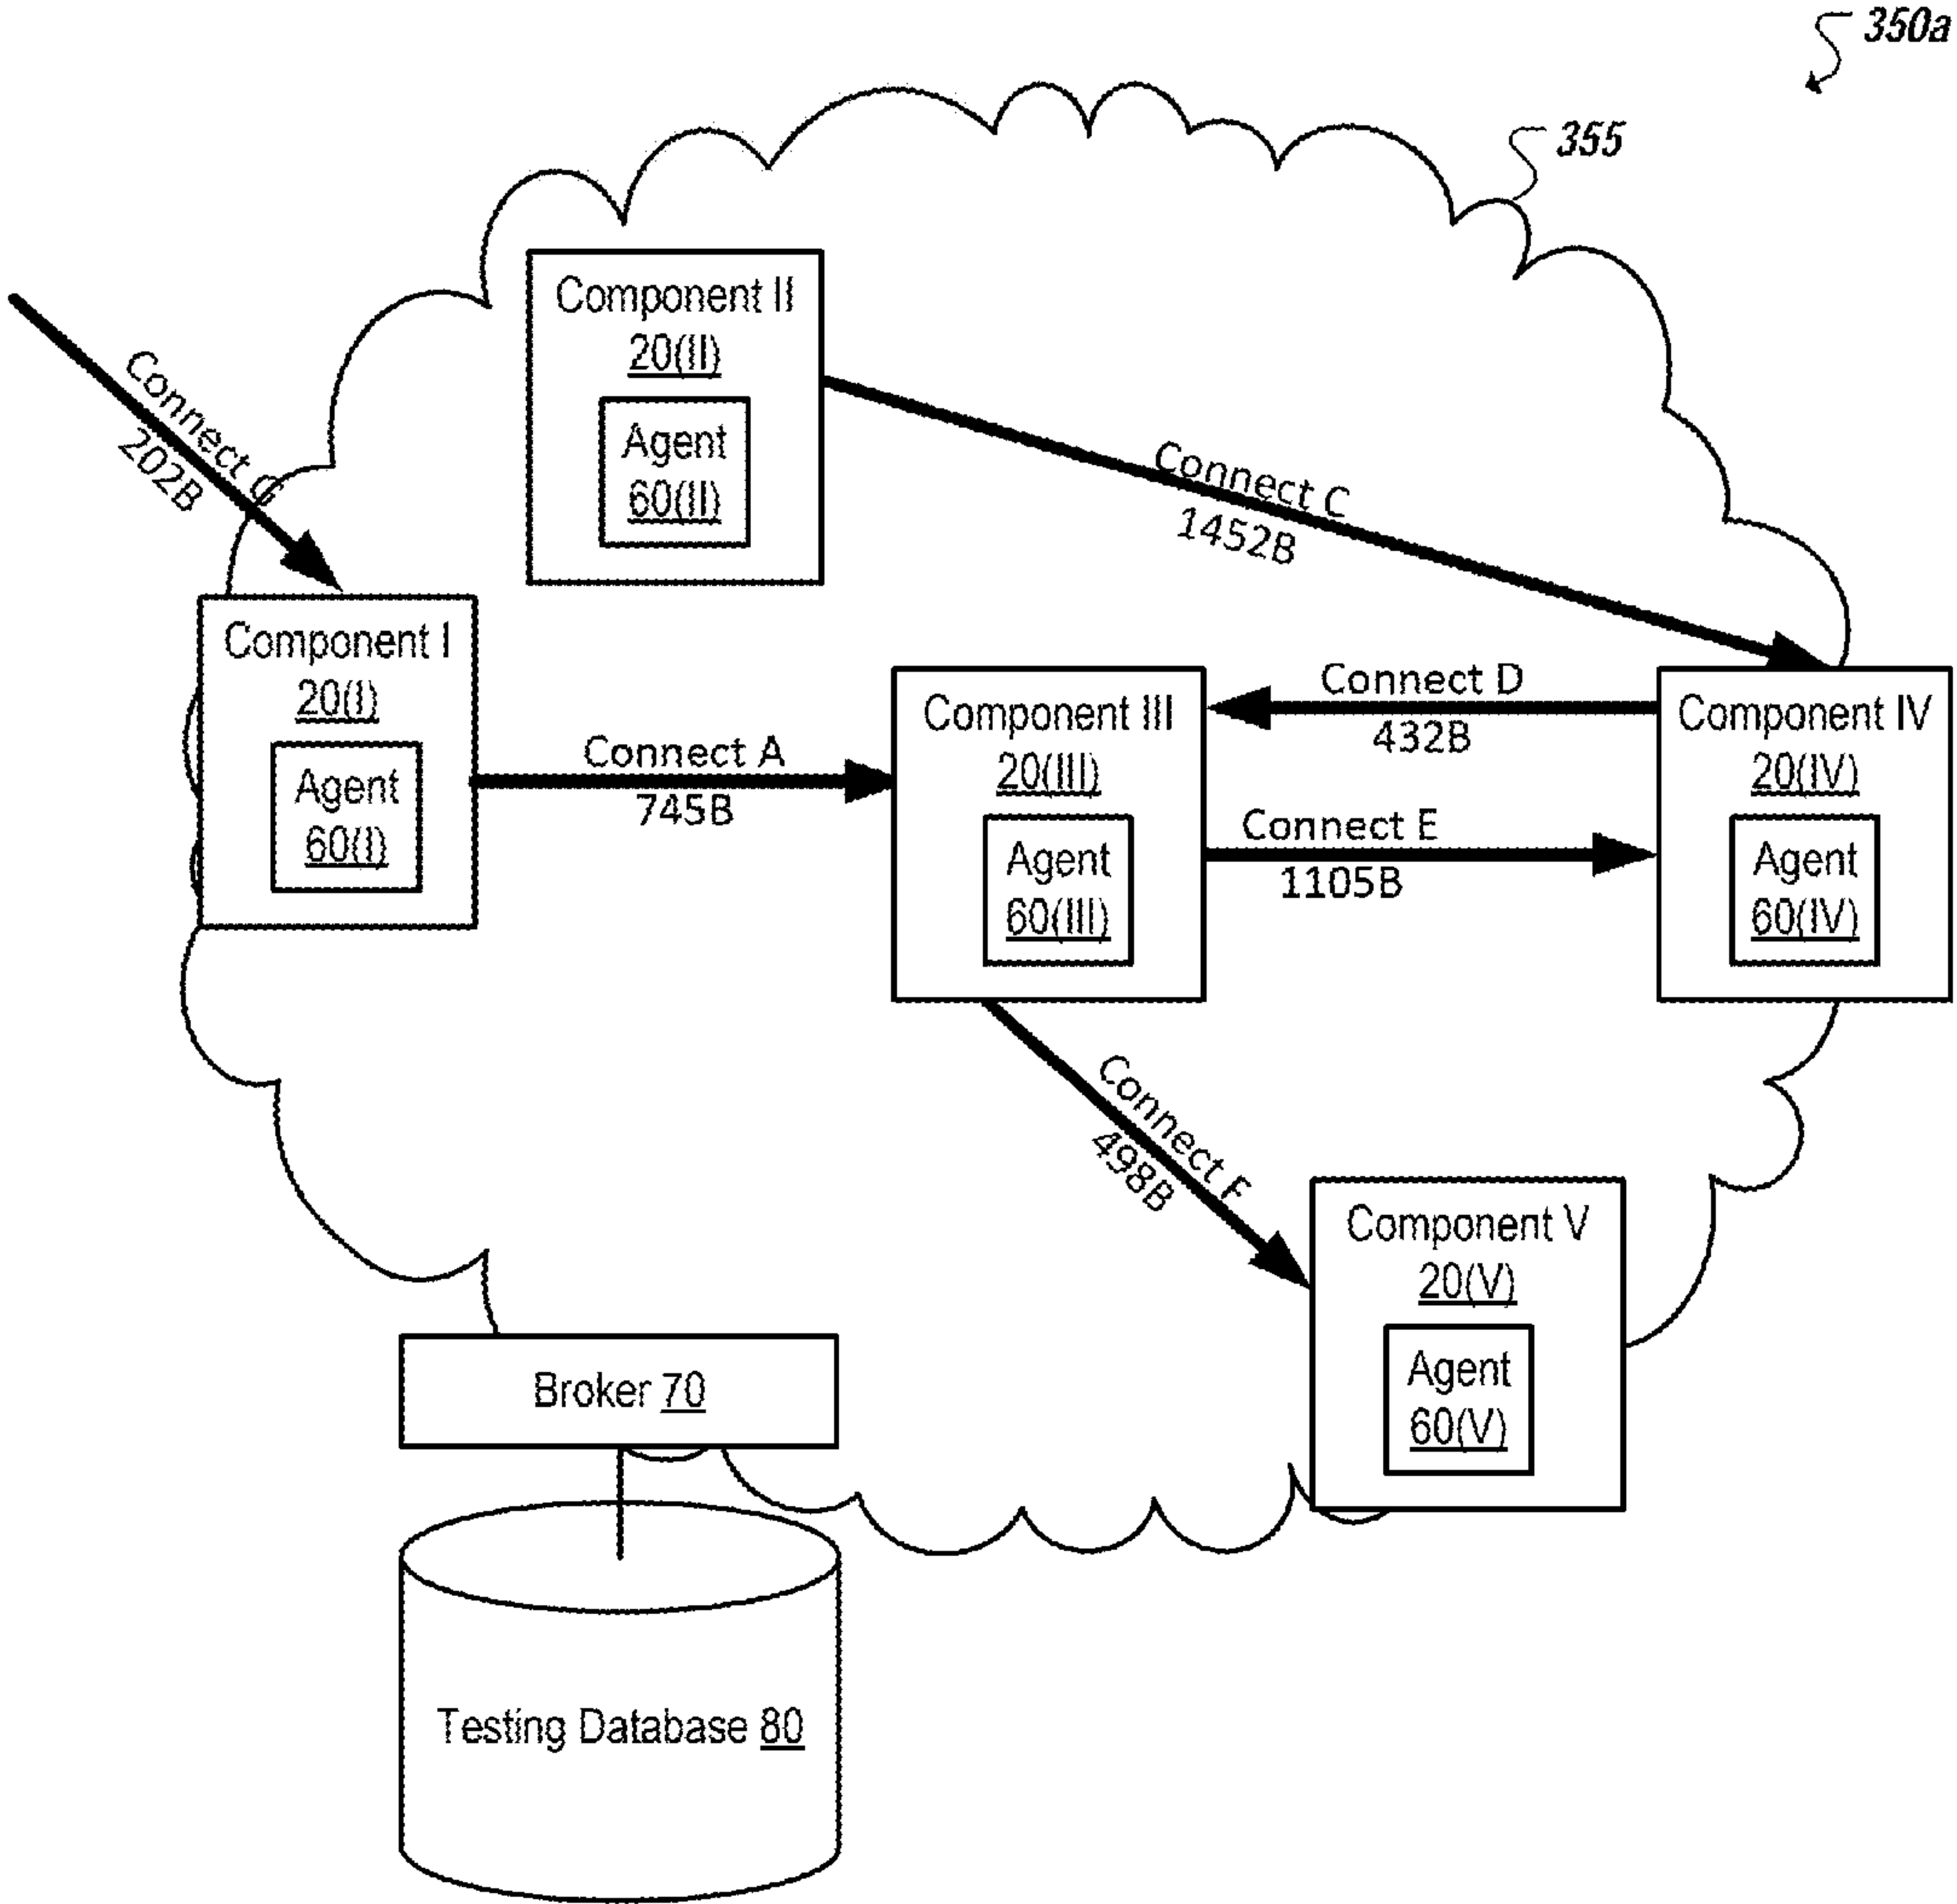 350a
355
Component II
20(II)
Agent
60(II)
Connect G
202B
Connect C
1452B
Component I
20(I)
Agent
60(I)
Connect A
745B
Component III
20(III)
Agent
60(III)
Connect D
432B
Connect E
1105B
Component IV
20(IV)
Agent
60(IV)
Connect F
498B
Component V
20(V)
Agent
60(V)
Broker 70
Testing Database 80